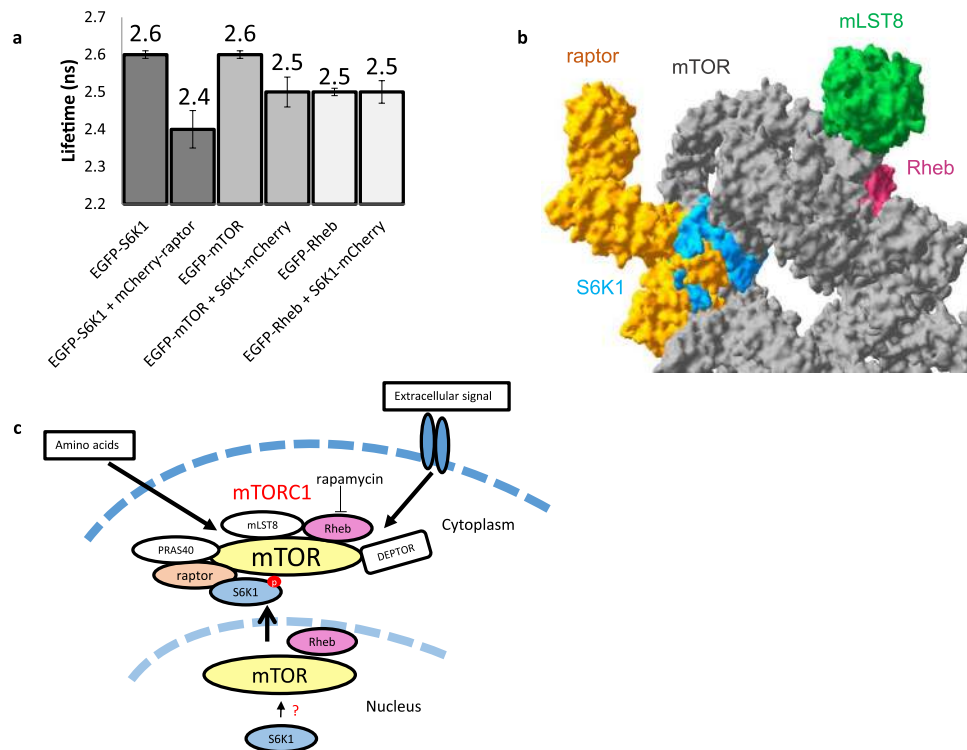 a
2.7
2.6
2.5
2.4
2.3
2.2
Lifetime (ns)
2.6
2.4
2.6
2.5
2.5
2.5
EGFP-S6K1
EGFP-S6K1 + mCherry-raptor
EGFP-mTOR
EGFP-mTOR + S6K1-mCherry
EGFP-Rheb
EGFP-Rheb + S6K1-mCherry
b
mLST8
raptor
mTOR
Rheb
S6K1
c
Extracellular signal
Amino acids
rapamycin
mTORC1
mLST8
Rheb
Cytoplasm
PRAS40
mTOR
DEPTOR
raptor
S6K1
p
Rheb
mTOR
Nucleus
?
S6K1